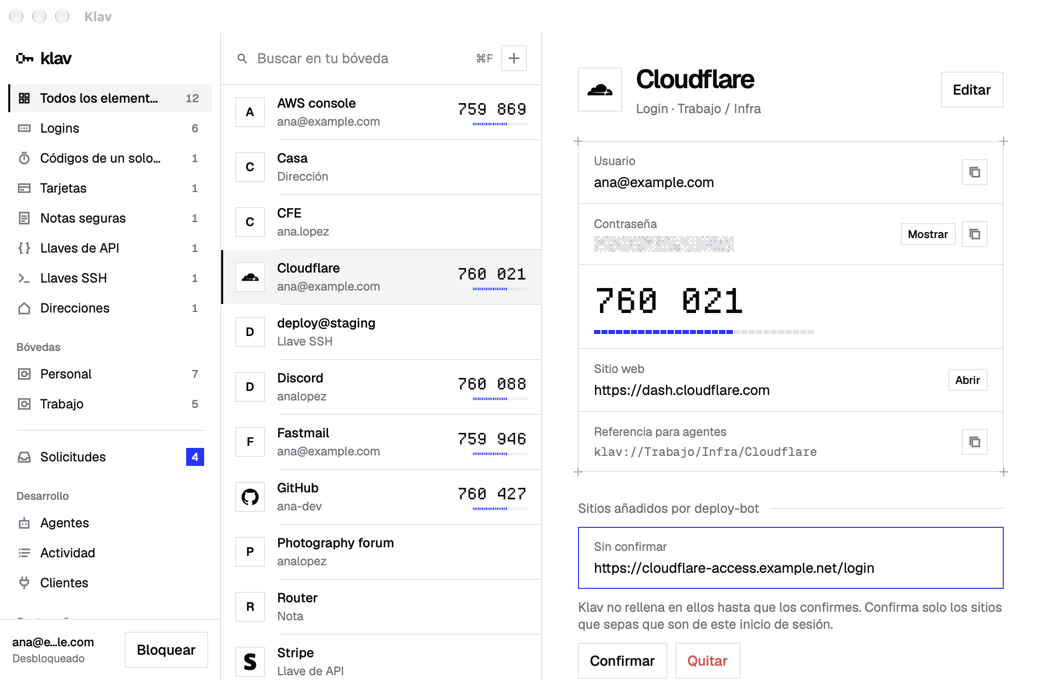 Klav
klav
Todos los element... 12
Logins 6
Códigos de un solo... 1
Tarjetas 1
Notas seguras 1
Llaves de API 1
Llaves SSH 1
Direcciones 1
Bóvedas
Personal 7
Trabajo 5
Solicitudes 4
Desarrollo
Agentes
Actividad
Clientes
ana@e...le.com
Desbloqueado
Bloquear
Buscar en tu bóveda ⌘F +
A AWS console 759 869
ana@example.com
C Casa
Dirección
C CFE
ana.lopez
Cloudflare 760 021
ana@example.com
D deploy@staging
Llave SSH
D Discord 760 088
analopez
F Fastmail 759 946
ana@example.com
GitHub 760 427
ana-dev
P Photography forum
analopez
R Router
Nota
S Stripe
Llave de API
Cloudflare
Login · Trabajo / Infra
Editar
Usuario
ana@example.com
Contraseña
Mostrar
760 021
Sitio web
https://dash.cloudflare.com
Abrir
Referencia para agentes
klav://Trabajo/Infra/Cloudflare
Sitios añadidos por deploy-bot
Sin confirmar
https://cloudflare-access.example.net/login
Klav no rellena en ellos hasta que los confirmes. Confirma solo los sitios
que sepas que son de este inicio de sesión.
Confirmar Quitar